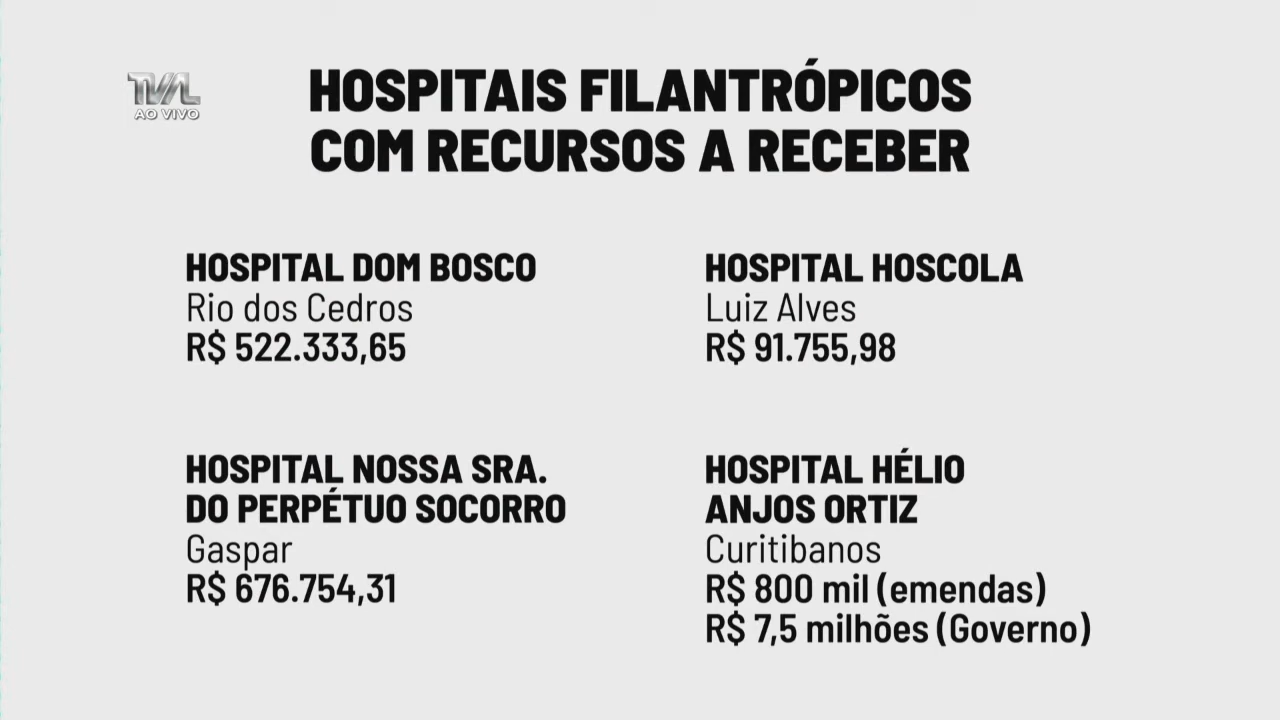 TVAL
AO VIVO
HOSPITAIS FILANTRÓPICOS
COM RECURSOS A RECEBER
HOSPITAL DOM BOSCO
Rio dos Cedros
R$ 522.333,65
HOSPITAL HOSCOLA
Luiz Alves
R$ 91.755,98
HOSPITAL NOSSA SRA.
DO PERPÉTUO SOCORRO
Gaspar
R$ 676.754,31
HOSPITAL HÉLIO
ANJOS ORTIZ
Curitibanos
R$ 800 mil (emendas)
R$ 7,5 milhões (Governo)